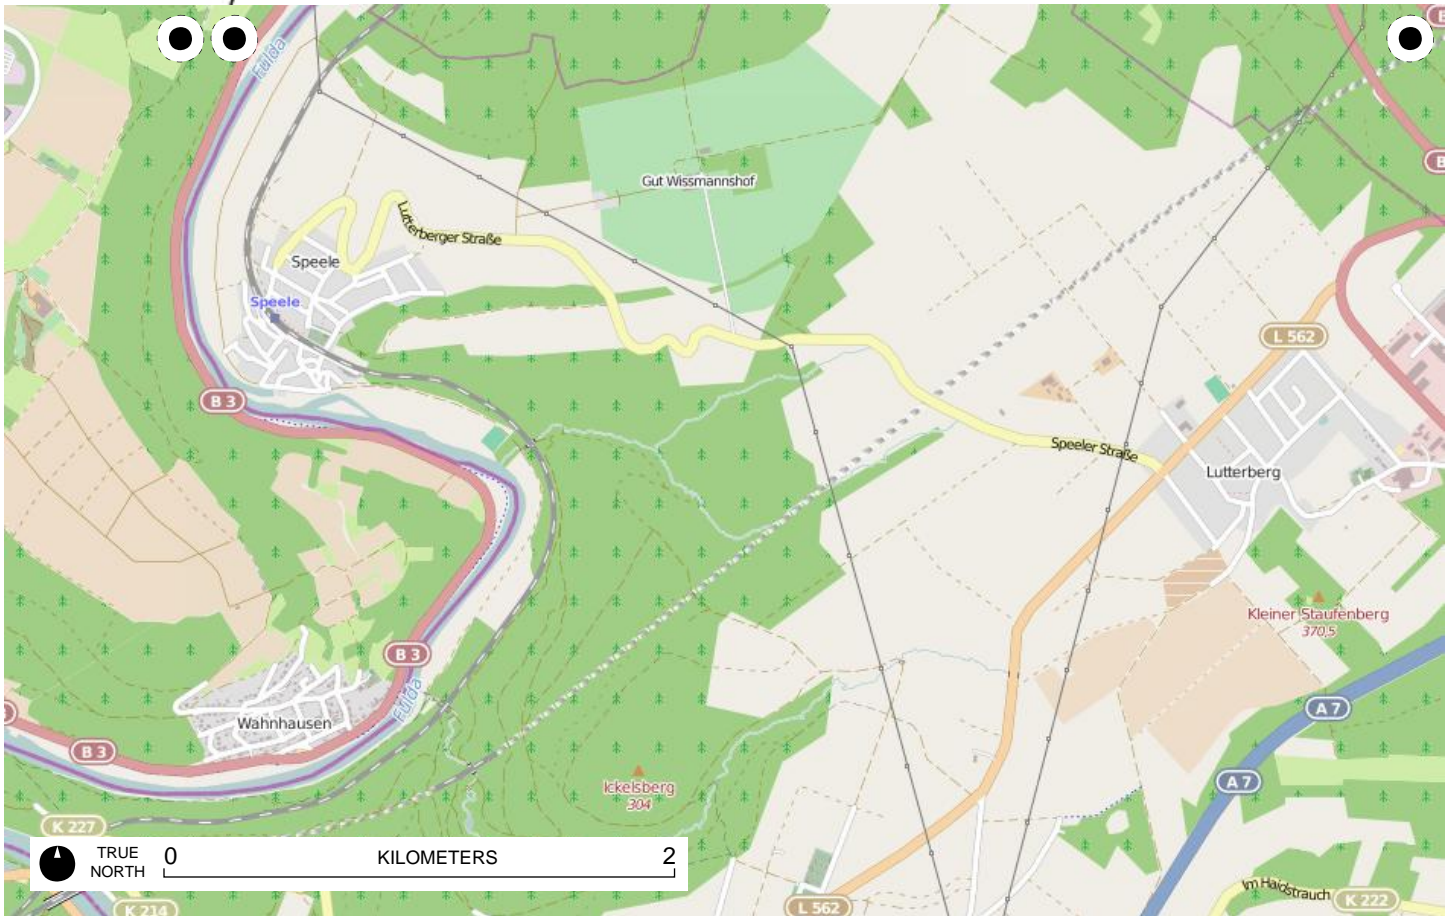 Fulda
Gut Wissmannshof
Lutterberger Straße
Speele
Speele
L 562
B 3
Speeler Straße
Lutterberg
Kleiner Staufenberg
370,5
B 3
Fulda
A 7
Wahnhausen
B 3
A 7
Ickelsberg
304
K 227
TRUE
NORTH
0 KILOMETERS 2
Im Haidstrauch
K 222
K 214
L 562